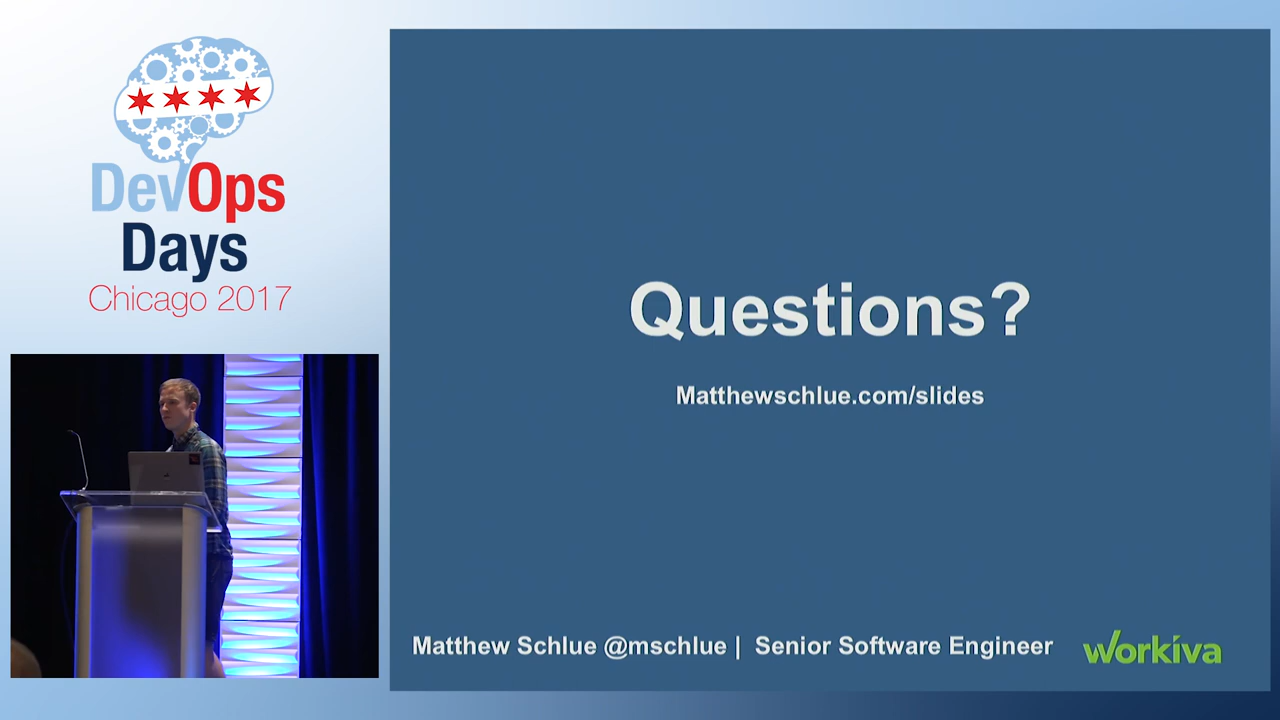 DevOps
Days
Chicago 2017
Questions?
Matthewschlue.com/slides
Matthew Schlue @mschlue | Senior Software Engineer
workiva